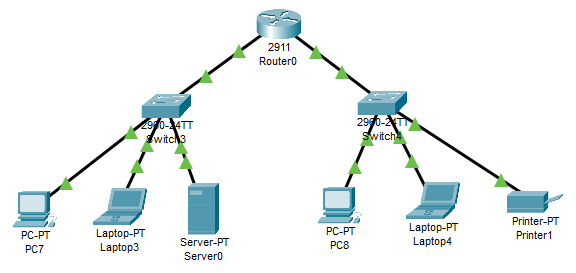 2911
Router0
2960-24TT
Switch3
2960-24TT
Switch4
PC-PT
PC7
Laptop-PT
Laptop3
Server-PT
Server0
PC-PT
PC8
Laptop-PT
Laptop4
Printer-PT
Printer1